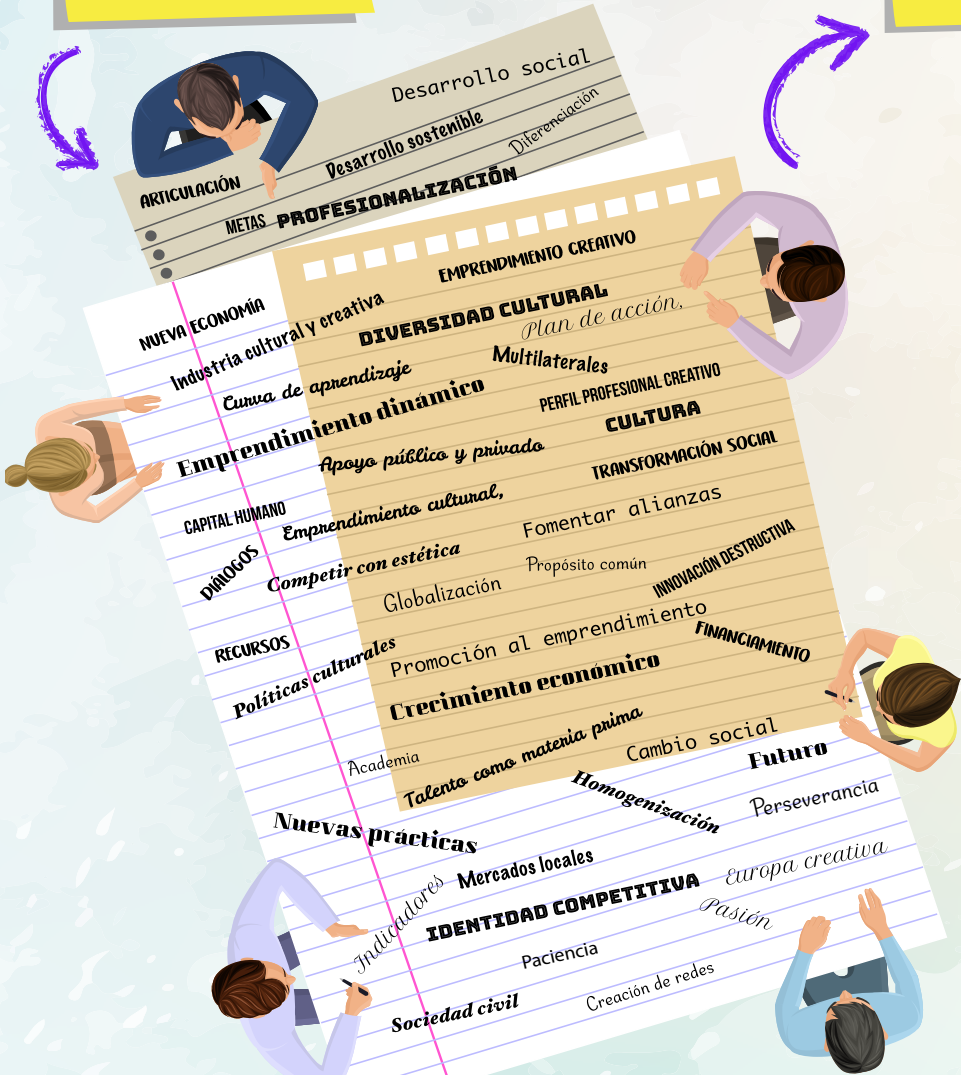 Desarrollo social
Desarrollo sostenible
Diferenciación
ARTICULACIÓN
METAS
PROFESIONALIZACIÓN
EMPRENDIMIENTO CREATIVO
NUEVA ECONOMÍA
Industria cultural y creativa
DIVERSIDAD CULTURAL
Plan de acción,
Curva de aprendizaje
Multilaterales
Emprendimiento dinámico
PERFIL PROFESIONAL CREATIVO
CULTURA
Apoyo público y privado
TRANSFORMACIÓN SOCIAL
CAPITAL HUMANO
Emprendimiento cultural,
Fomentar alianzas
DIÁLOGOS
Competir con estética
Propósito común
INNOVACIÓN DESTRUCTIVA
Globalización
RECURSOS
Promoción al emprendimiento
FINANCIAMIENTO
Políticas culturales
Crecimiento económico
Academia
Talento como materia prima
Cambio social
Futuro
Homogenización
Perseverancia
Nuevas prácticas
Mercados locales
Europa creativa
Indicadores
IDENTIDAD COMPETITIVA
Pasión
Paciencia
Creación de redes
Sociedad civil